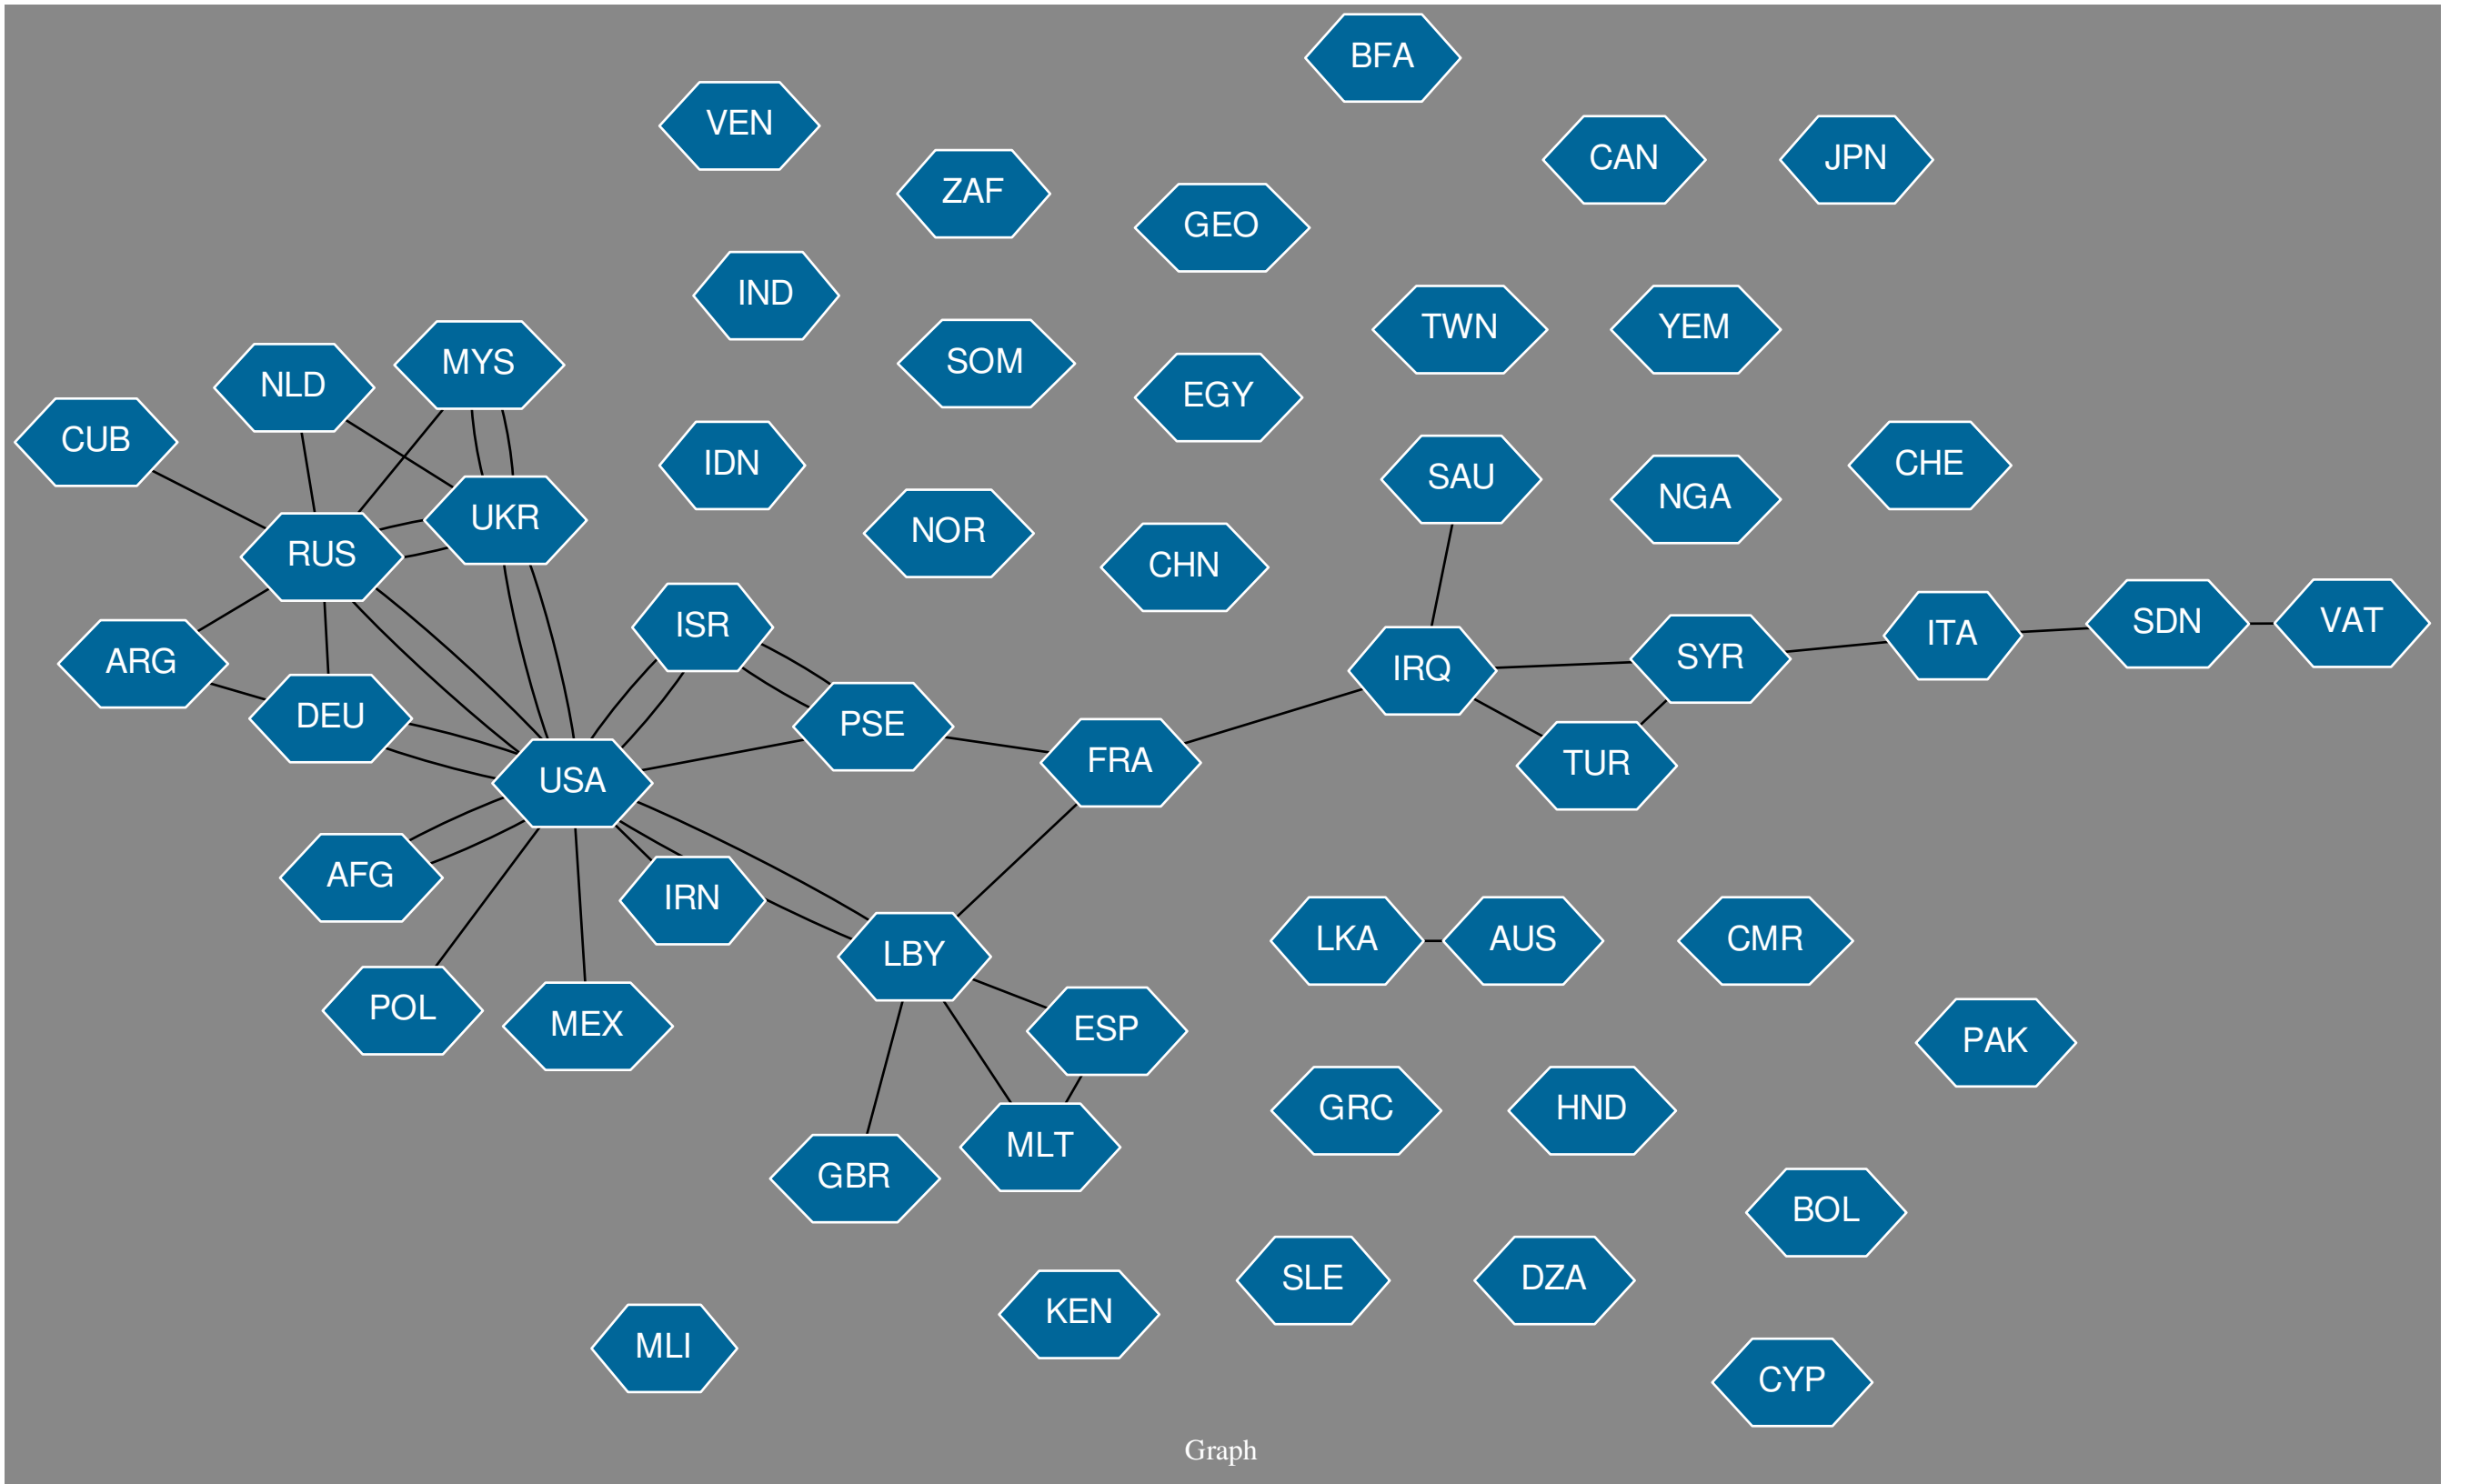 BFA
VEN
CAN
JPN
ZAF
GEO
IND
TWN
YEM
MYS
SOM
NLD
EGY
CUB
IDN
CHE
SAU
NGA
UKR
NOR
RUS
CHN
ISR
VAT
SDN
ITA
SYR
ARG
IRQ
DEU
PSE
FRA
TUR
USA
AFG
IRN
LKA
AUS
CMR
LBY
POL
MEX
ESP
PAK
GRC
HND
MLT
GBR
BOL
SLE
DZA
KEN
MLI
CYP
Graph